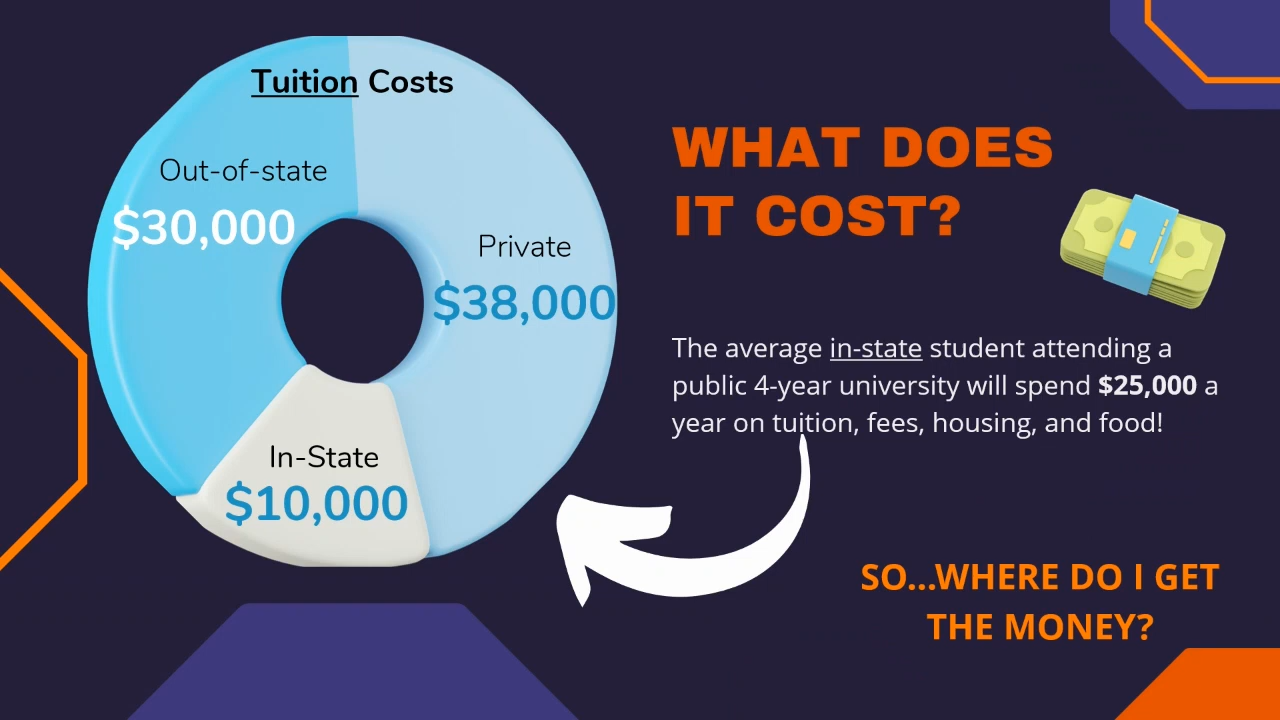 Tuition Costs
Out-of-state
$30,000
Private
$38,000
In-State
$10,000
WHAT DOES
IT COST?
The average in-state student attending a
public 4-year university will spend $25,000 a
year on tuition, fees, housing, and food!
SO...WHERE DO I GET
THE MONEY?